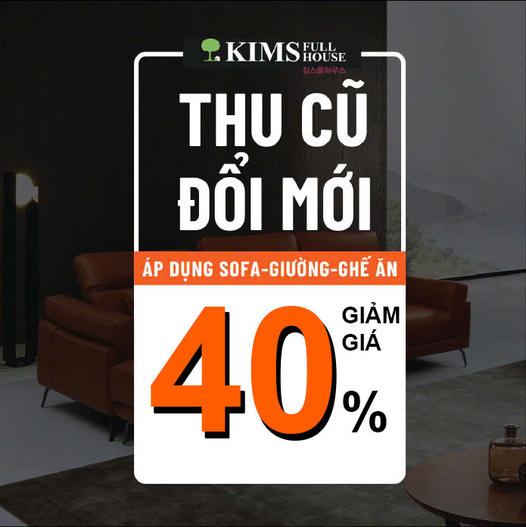 KIMS FULL HOUSE
킴스풀하우스
THU CŨ
ĐỔI MỚI
ÁP DỤNG SOFA-GIƯỜNG-GHẾ ĂN
40%
GIẢM
GIÁ